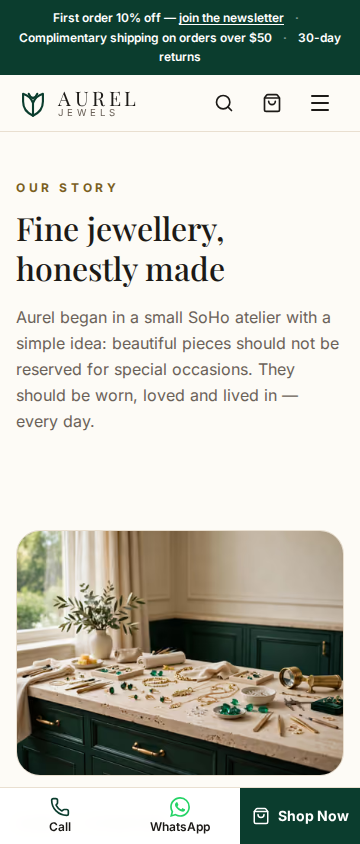 First order 10% off — join the newsletter ·
Complimentary shipping on orders over $50 · 30-day
returns
AUREL
JEWELS
OUR STORY
Fine jewellery,
honestly made
Aurel began in a small SoHo atelier with a
simple idea: beautiful pieces should not be
reserved for special occasions. They
should be worn, loved and lived in —
every day.
Call
WhatsApp
Shop Now